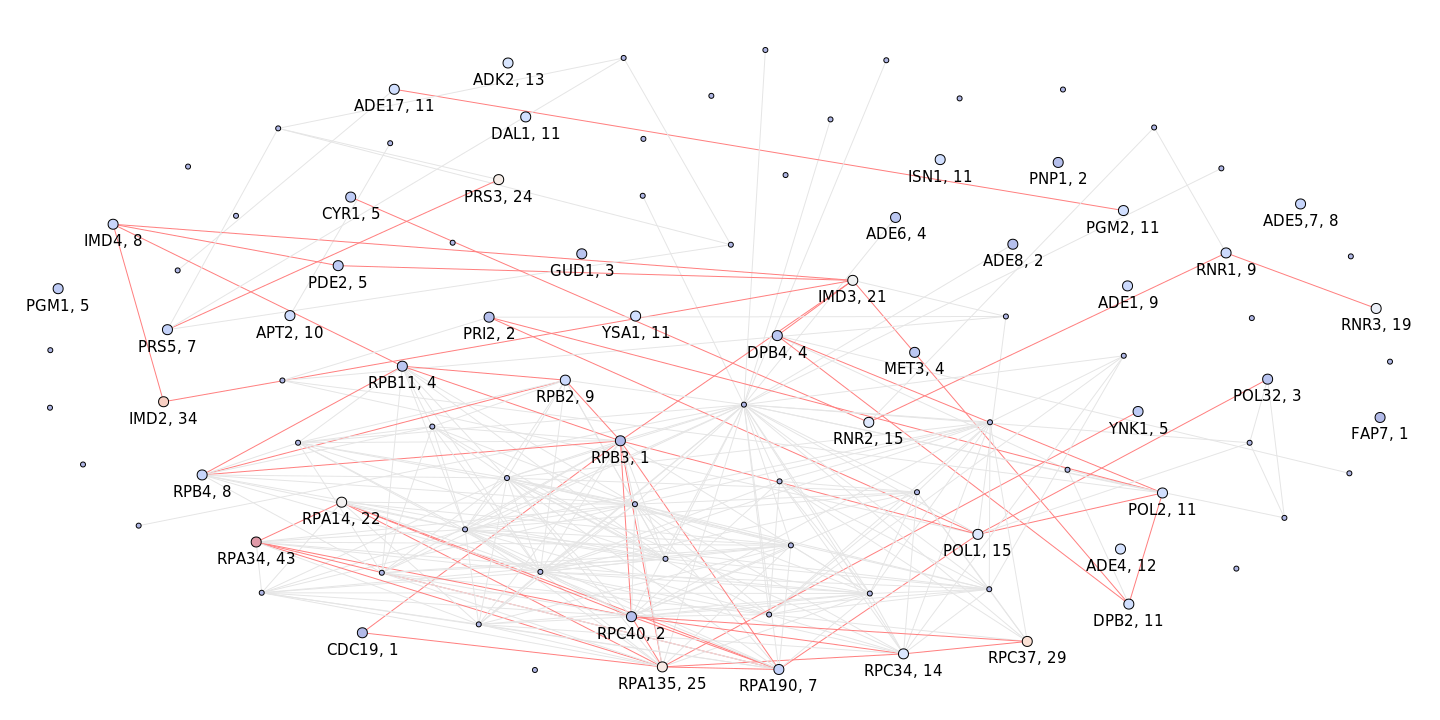 ADK2, 13
ADE17, 11
DAL1, 11
ISN1, 11
PNP1, 2
PRS3, 24
CYR1, 5
PGM2, 11
ADE5,7, 8
ADE6, 4
IMD4, 8
ADE8, 2
GUD1, 3
RNR1, 9
PDE2, 5
IMD3, 21
PGM1, 5
ADE1, 9
RNR3, 19
APT2, 10
YSA1, 11
PRI2, 2
PRS5, 7
DPB4, 4
MET3, 4
RPB11, 4
RPB2, 9
POL32, 3
IMD2, 34
YNK1, 5
FAP7, 1
RNR2, 15
RPB3, 1
RPB4, 8
POL2, 11
RPA14, 22
POL1, 15
RPA34, 43
ADE4, 12
DPB2, 11
RPC40, 2
CDC19, 1
RPC37, 29
RPC34, 14
RPA135, 25
RPA190, 7